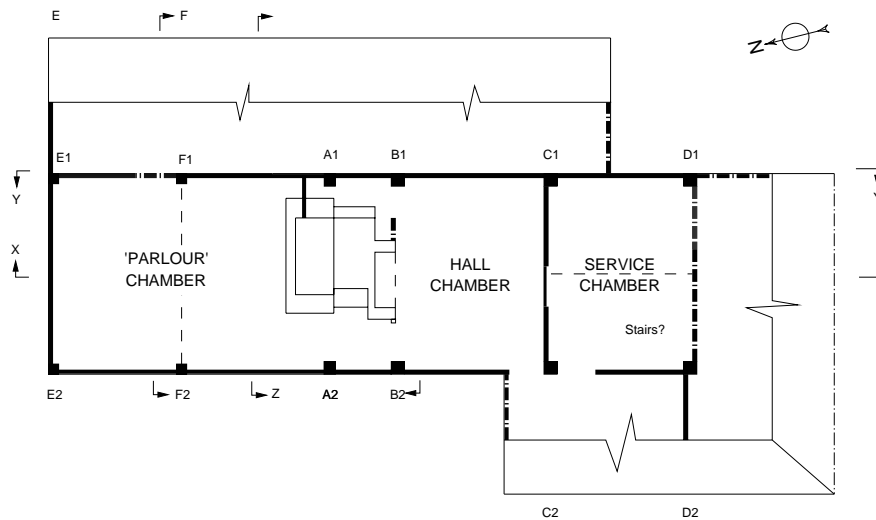 E
F
N
E1
F1
A1
B1
C1
D1
Y
Y
X
'PARLOUR'
CHAMBER
HALL
CHAMBER
SERVICE
CHAMBER
Stairs?
E2
F2
Z
A2
B2
C2
D2